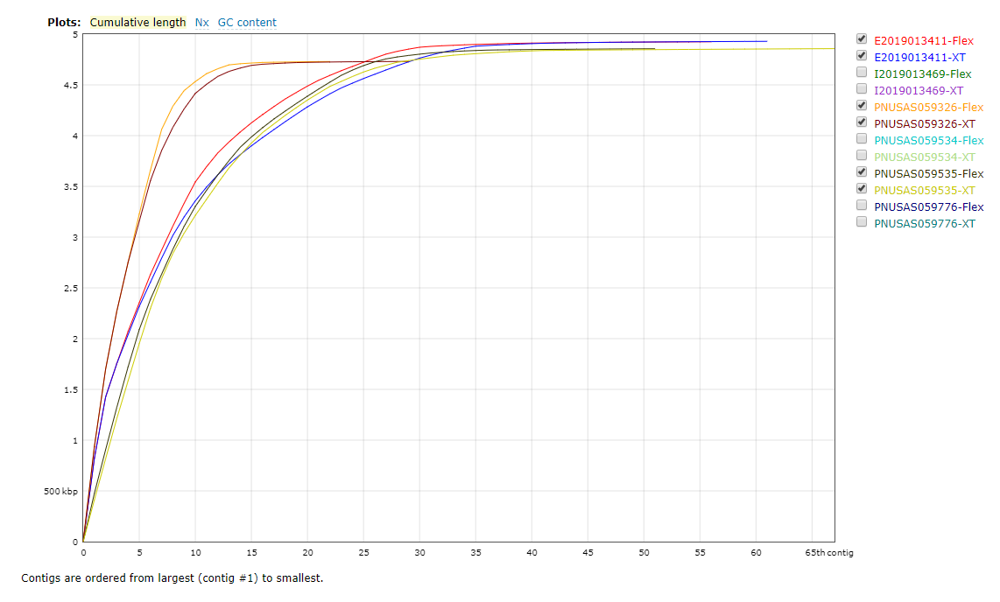 Plots: Cumulative length Nx GC content
5
4.5
4
3.5
3
2.5
2
1.5
1
500 kbp
0
0 5 10 15 20 25 30 35 40 45 50 55 60 65th contig
Contigs are ordered from largest (contig #1) to smallest.
E2019013411-Flex
E2019013411-XT
I2019013469-Flex
I2019013469-XT
PNUSAS059326-Flex
PNUSAS059326-XT
PNUSAS059534-Flex
PNUSAS059534-XT
PNUSAS059535-Flex
PNUSAS059535-XT
PNUSAS059776-Flex
PNUSAS059776-XT